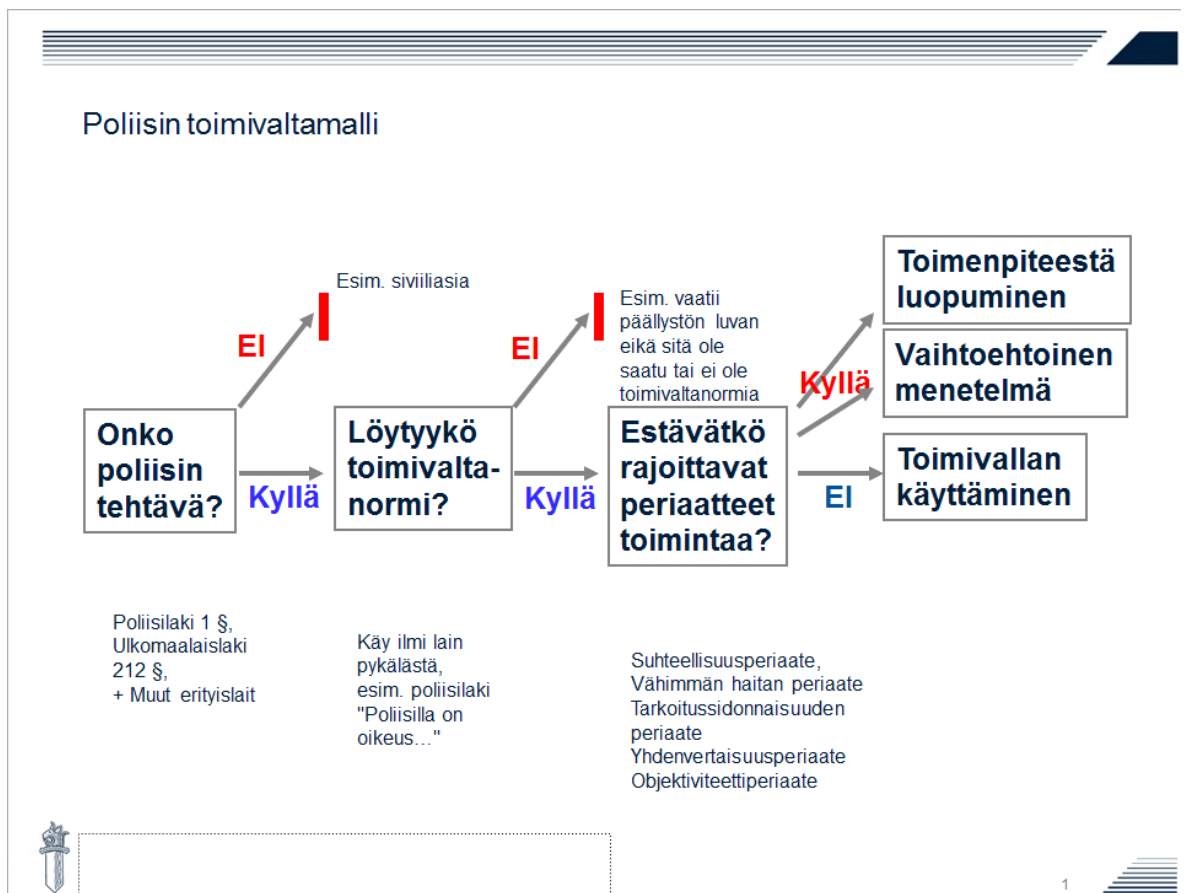 Poliisin toimivaltamalli
Esim. siviiliasia
EI
Esim. vaatii
päällystön luvan
eikä sitä ole
saatu tai ei ole
toimivaltanormia
EI
Toimenpiteestä
luopuminen
Kyllä
Vaihtoehtoinen
menetelmä
Onko
poliisin
tehtävä?
Kyllä
Löytyykö
toimivalta-
normi?
Kyllä
Estävätkö
rajoittavat
periaatteet
toimintaa?
EI
Toimivallan
käyttäminen
Poliisilaki 1 §,
Ulkomaalaislaki
212 §,
+ Muut erityislait
Käy ilmi lain
pykälästä,
esim. poliisilaki
"Poliisilla on
oikeus…"
Suhteellisuusperiaate,
Vähimmän haitan periaate
Tarkoitussidonnaisuuden
periaate
Yhdenvertaisuusperiaate
Objektiviteettiperiaate
1